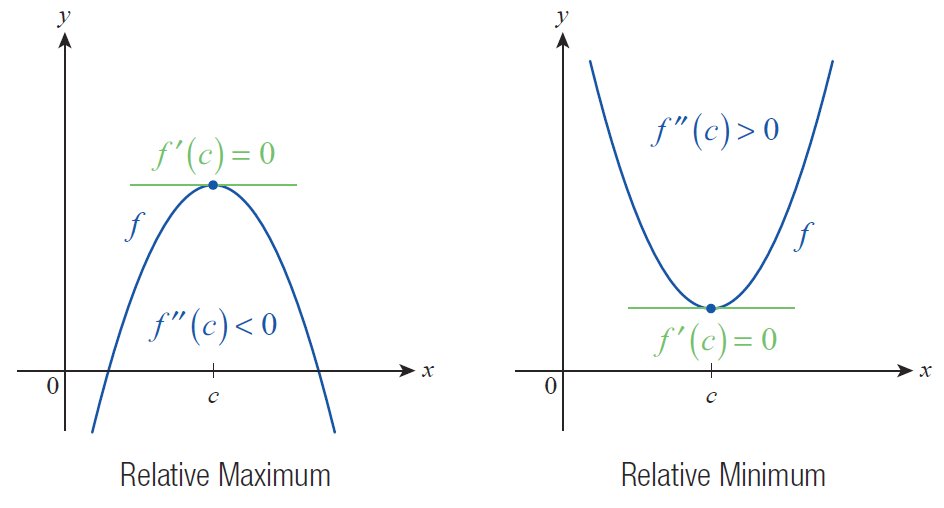 y
f′(c) = 0
f
f″(c) < 0
0
c
x
Relative Maximum
y
f″(c) > 0
f
f′(c) = 0
0
c
x
Relative Minimum